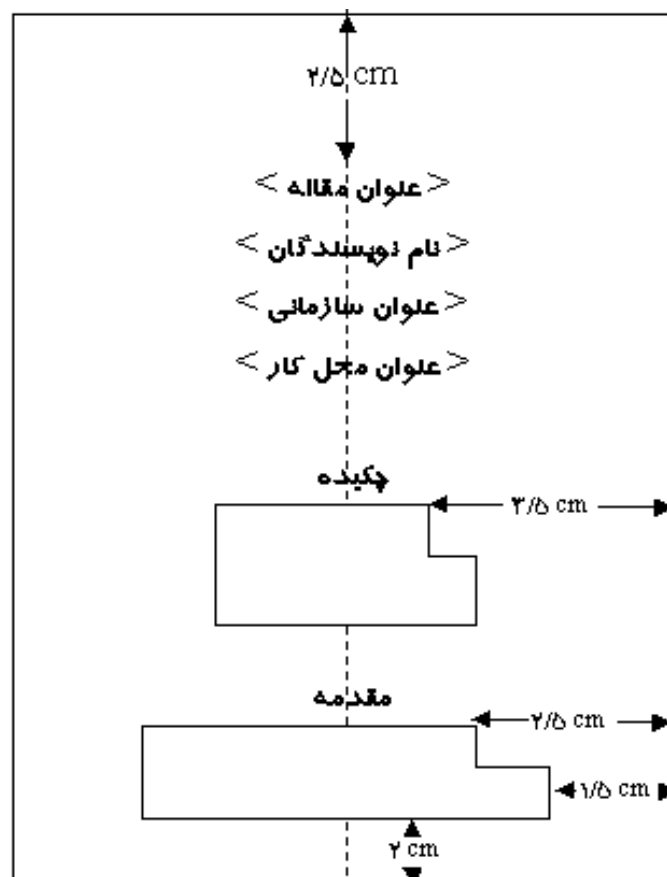 ۲/۵ cm
< عنوان مقاله >
< نام نویسندگان >
< عنوان سازمانی >
< عنوان محل کار >
چکیده
۳/۵ cm
مقدمه
۲/۵ cm
۱/۵ cm
۲ cm